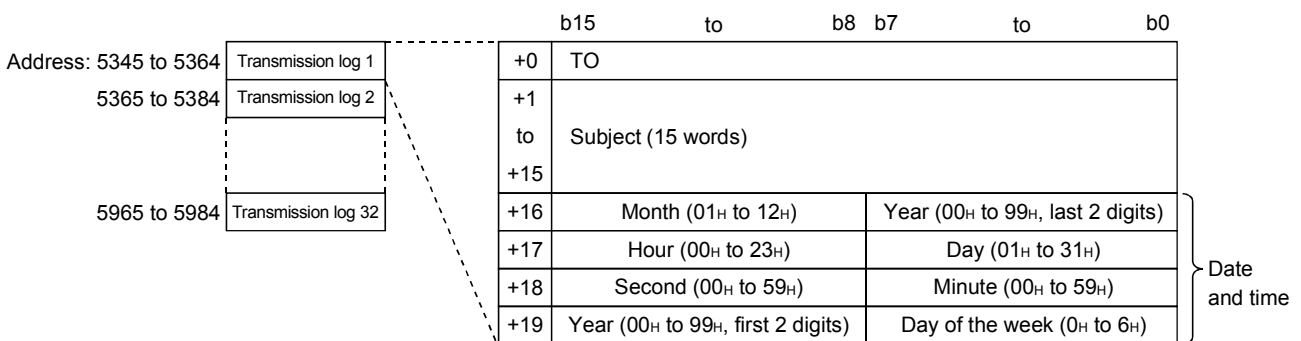 b15 to b8 b7 to b0
Address: 5345 to 5364 Transmission log 1 +0 TO
5365 to 5384 Transmission log 2 +1
to Subject (15 words)
+15
5965 to 5984 Transmission log 32 +16 Month (01H to 12H) Year (00H to 99H, last 2 digits)
+17 Hour (00H to 23H) Day (01H to 31H)
+18 Second (00H to 59H) Minute (00H to 59H)
+19 Year (00H to 99H, first 2 digits) Day of the week (0H to 6H)
Date
and time